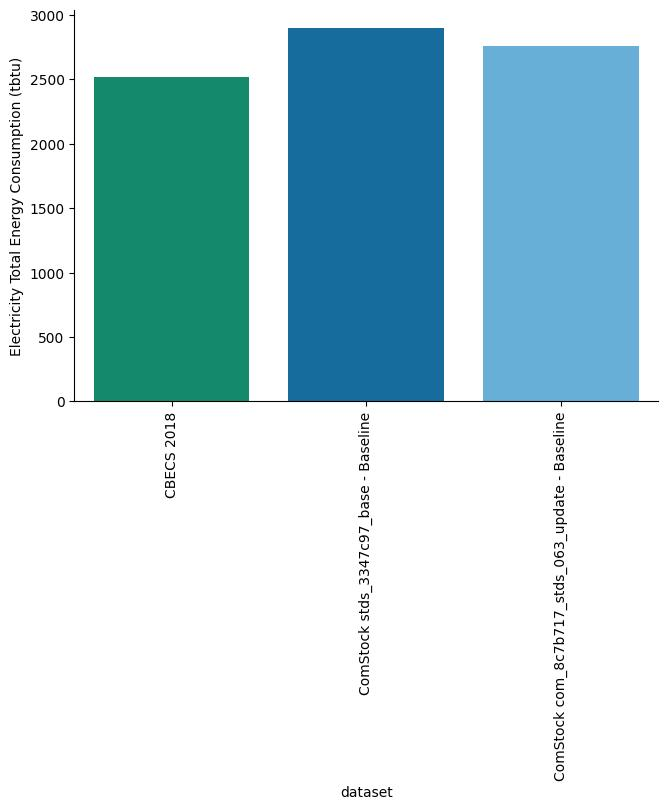 3000
2500
2000
1500
1000
500
0
Electricity Total Energy Consumption (tbtu)
CBECS 2018
ComStock stds_3347c97_base - Baseline
ComStock com_8c7b717_stds_063_update - Baseline
dataset